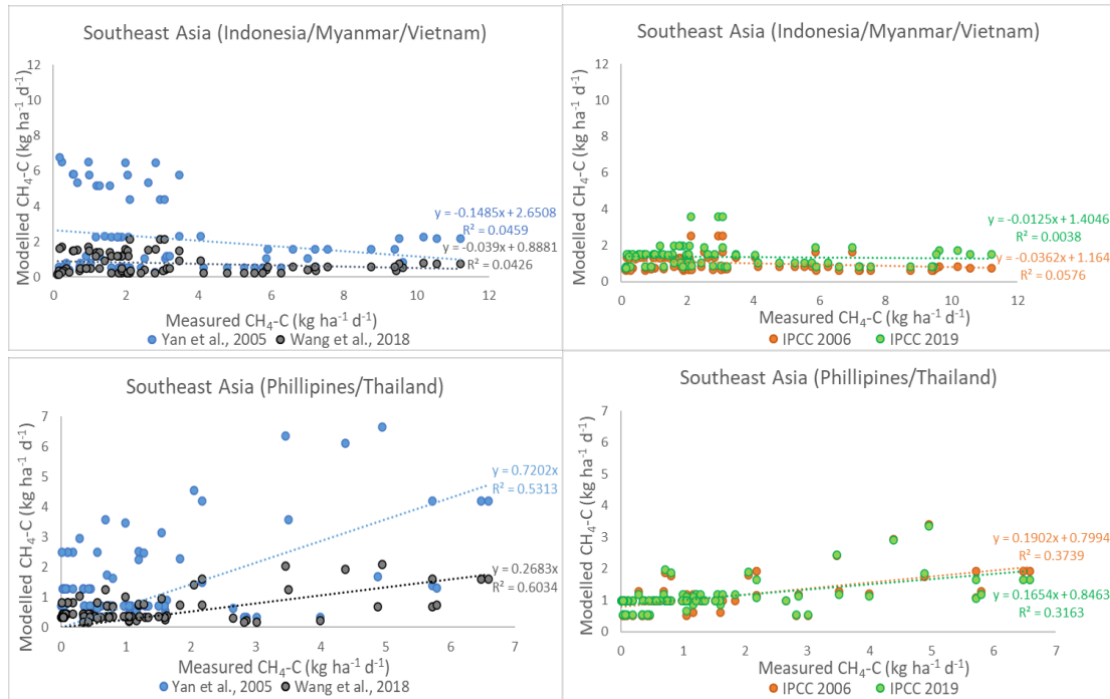 Southeast Asia (Indonesia/Myanmar/Vietnam)
Modelled CH₄-C (kg ha⁻¹ d⁻¹)
12
10
8
6
4
2
0
0 2 4 6 8 10 12
y = -0.1485x + 2.6508
R² = 0.0459
y = -0.039x + 0.8881
R² = 0.0426
Measured CH₄-C (kg ha⁻¹ d⁻¹)
Yan et al., 2005 Wang et al., 2018
Southeast Asia (Indonesia/Myanmar/Vietnam)
Modelled CH₄-C (kg ha⁻¹ d⁻¹)
12
10
8
6
4
2
0
0 2 4 6 8 10 12
y = -0.0125x + 1.4046
R² = 0.0038
y = -0.0362x + 1.164
R² = 0.0576
Measured CH₄-C (kg ha⁻¹ d⁻¹)
IPCC 2006 IPCC 2019
Southeast Asia (Phillipines/Thailand)
Modelled CH₄-C (kg ha⁻¹ d⁻¹)
7
6
5
4
3
2
1
0
0 1 2 3 4 5 6 7
y = 0.7202x
R² = 0.5313
y = 0.2683x
R² = 0.6034
Measured CH₄-C (kg ha⁻¹ d⁻¹)
Yan et al., 2005 Wang et al., 2018
Southeast Asia (Phillipines/Thailand)
Modelled CH₄-C (kg ha⁻¹ d⁻¹)
7
6
5
4
3
2
1
0
0 1 2 3 4 5 6 7
y = 0.1902x + 0.7994
R² = 0.3739
y = 0.1654x + 0.8463
R² = 0.3163
Measured CH₄-C (kg ha⁻¹ d⁻¹)
IPCC 2006 IPCC 2019